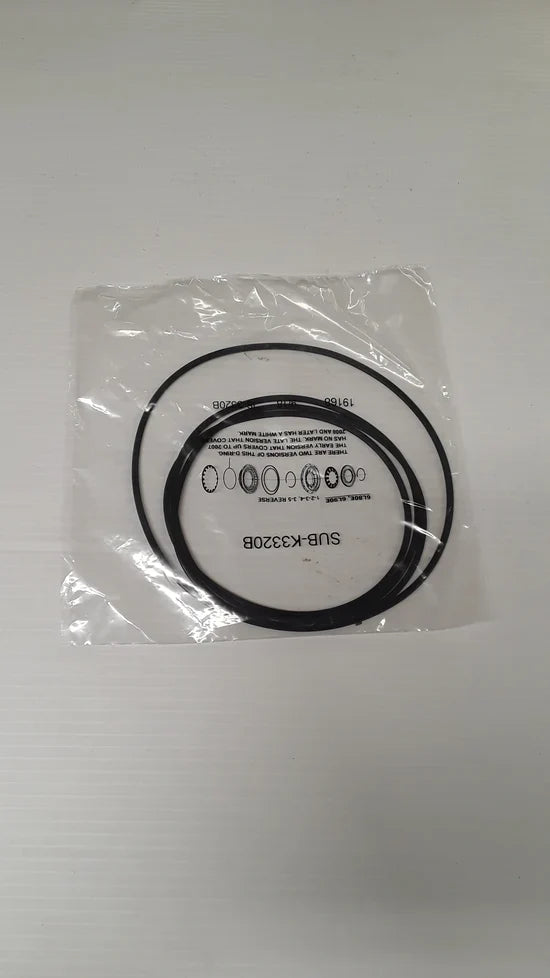 SUB-K3320B
6L80E, 6L90E
1-2-3-4, 3-5 REVERSE
THERE ARE TWO VERSIONS OF THIS D-RING.
THE EARLY VERSION THAT COVERS UP TO 2007
HAS NO MARK. THE LATE VERSION THAT COVERS
2008 AND LATER HAS A WHITE MARK.
19168 3320B